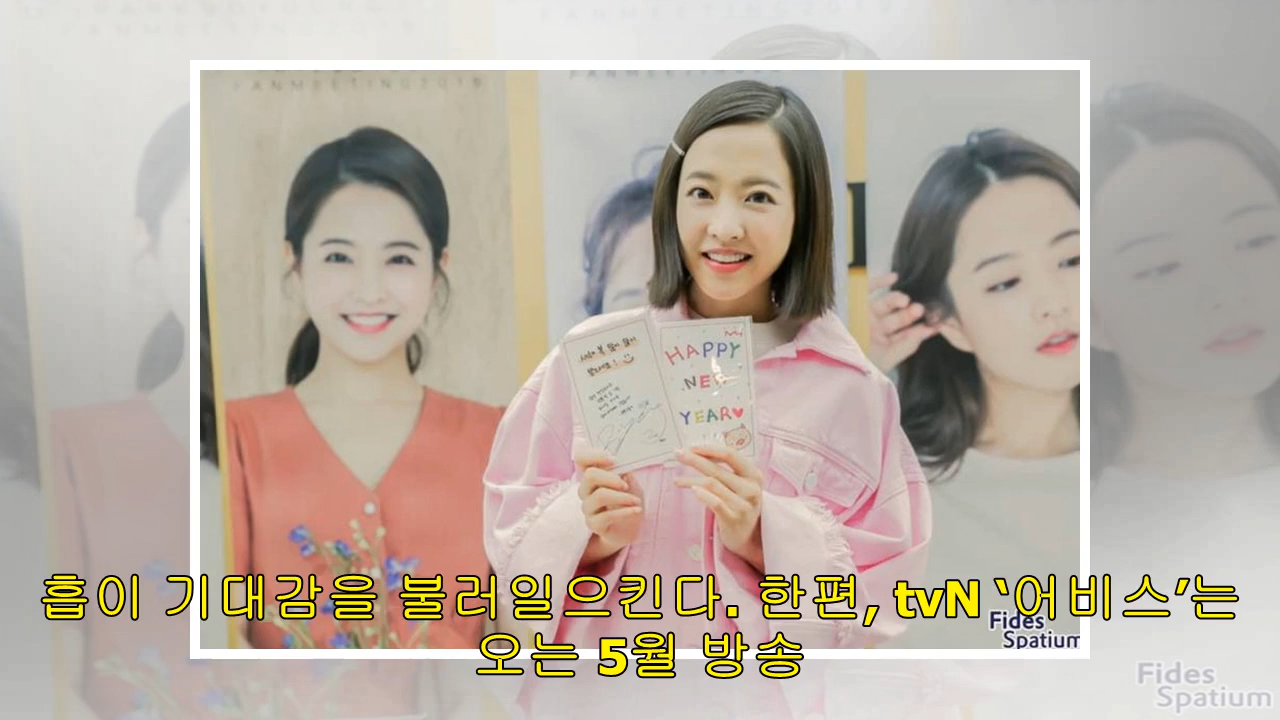 FANMEETING2019
HAPPY
NEW
YEAR
흡이 기대감을 불러일으킨다. 한편, tvN ‘어비스’는
오는 5월 방송
Fides
Spatium
Fides
Spatium